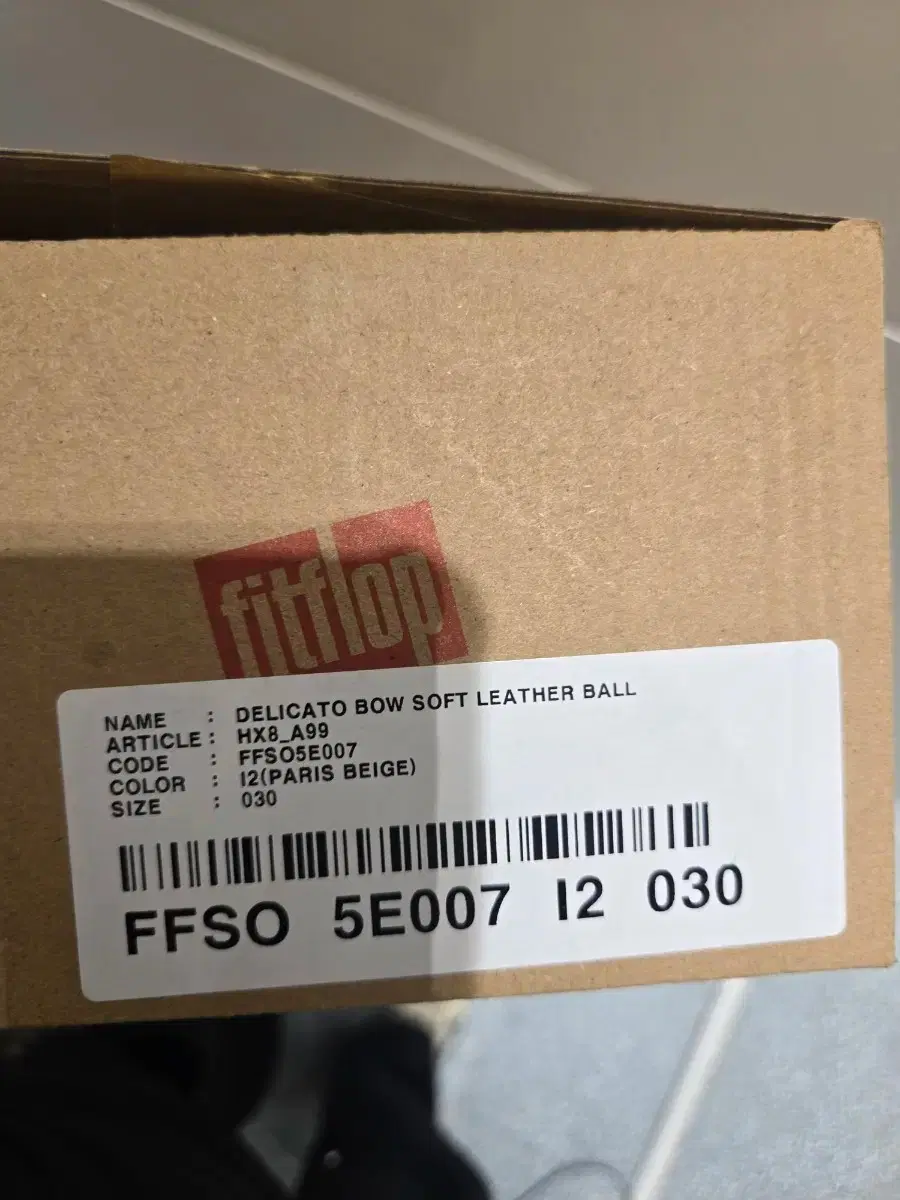 fitflop
NAME : DELICATO BOW SOFT LEATHER BALL
ARTICLE : HX8_A99
CODE : FFSO5E007
COLOR : I2(PARIS BEIGE)
SIZE : 030
FFSO 5E007 I2 030